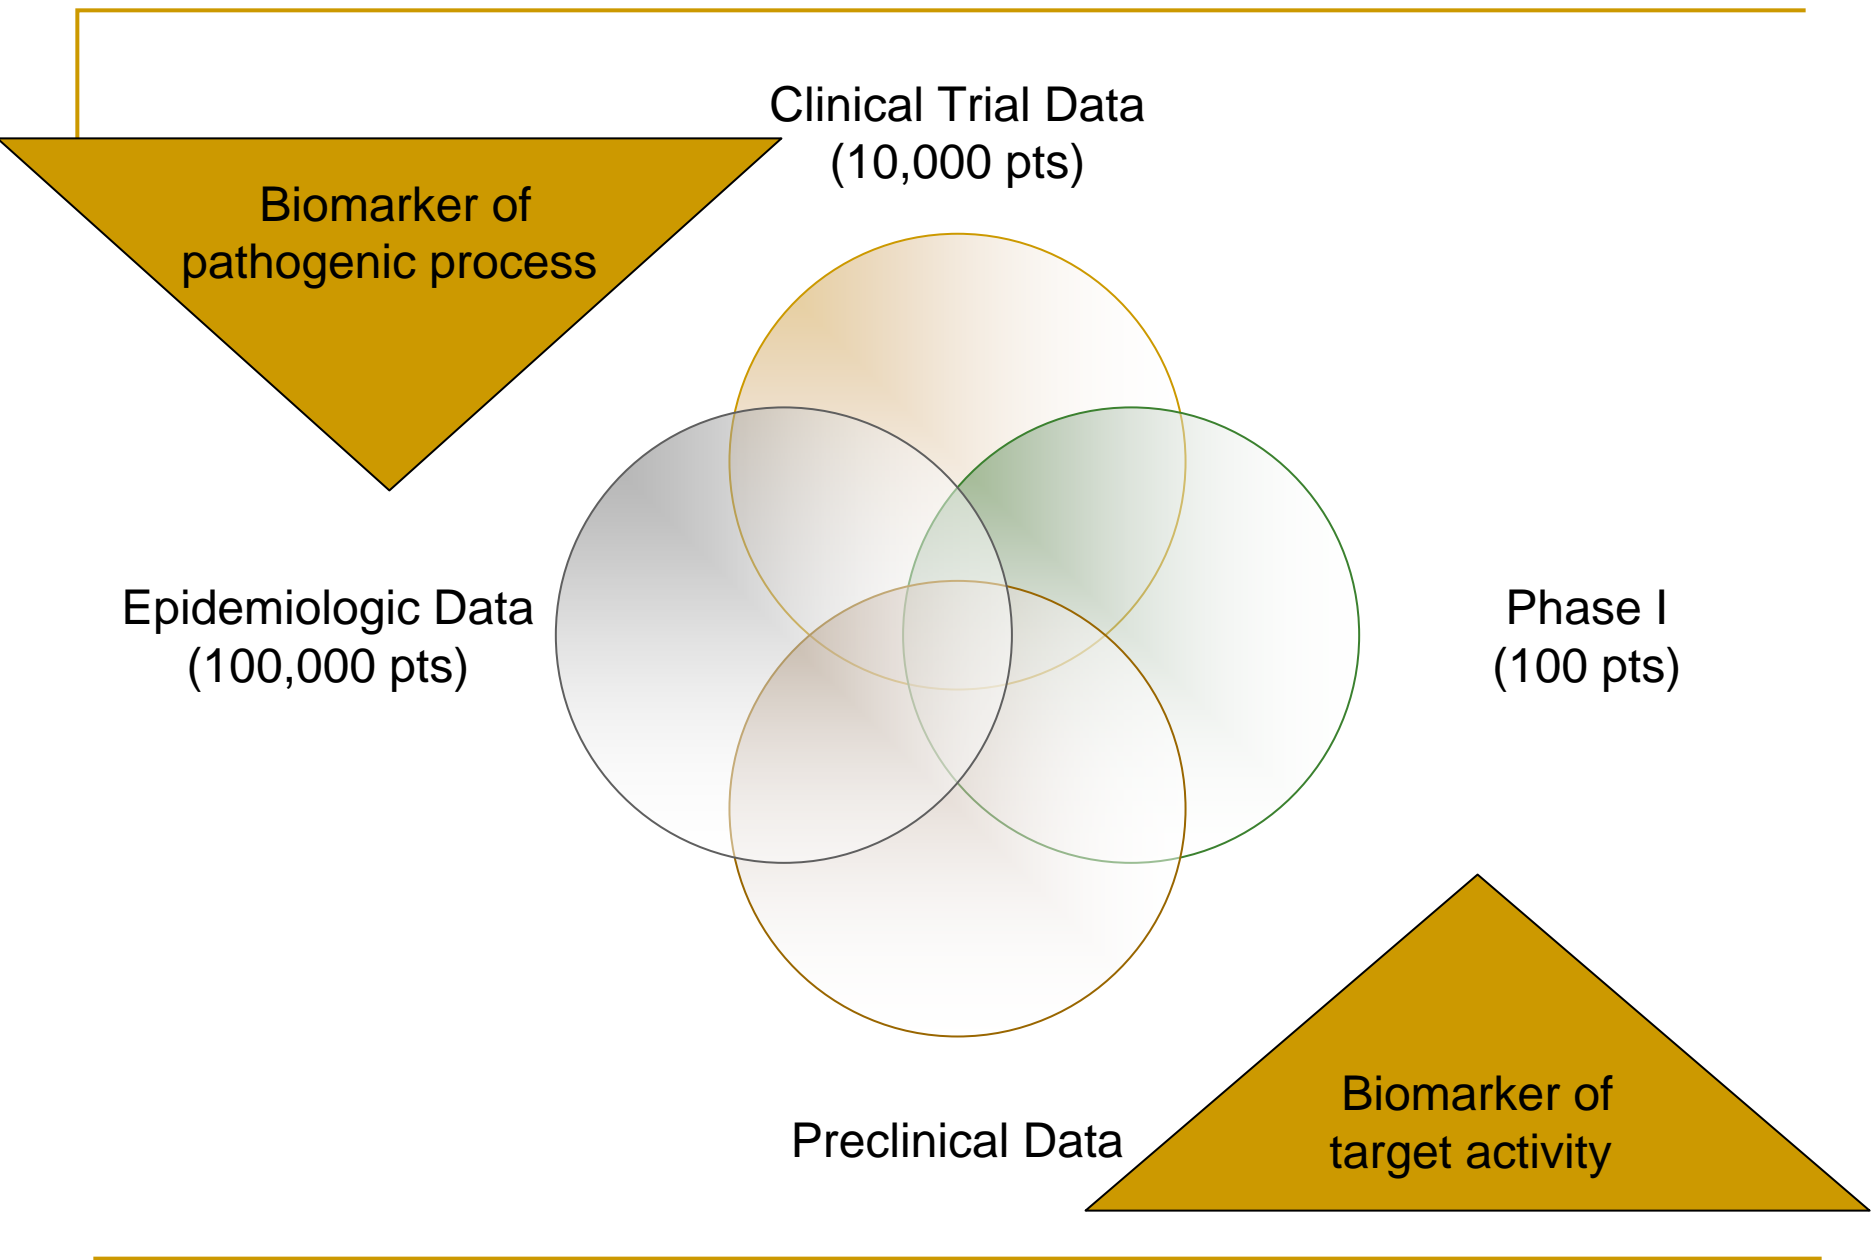 Clinical Trial Data
(10,000 pts)
Biomarker of
pathogenic process
Epidemiologic Data
(100,000 pts)
Phase I
(100 pts)
Biomarker of
target activity
Preclinical Data